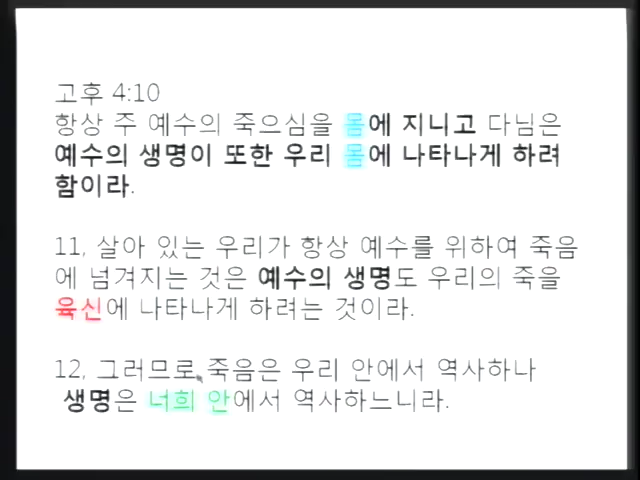 고후 4:10
항상 주 예수의 죽으심을 몸에 지니고 다님은
예수의 생명이 또한 우리 몸에 나타나게 하려
함이라.
11, 살아 있는 우리가 항상 예수를 위하여 죽음
에 넘겨지는 것은 예수의 생명도 우리의 죽을
육신에 나타나게 하려는 것이라.
12, 그러므로 죽음은 우리 안에서 역사하나
생명은 너희 안에서 역사하느니라.